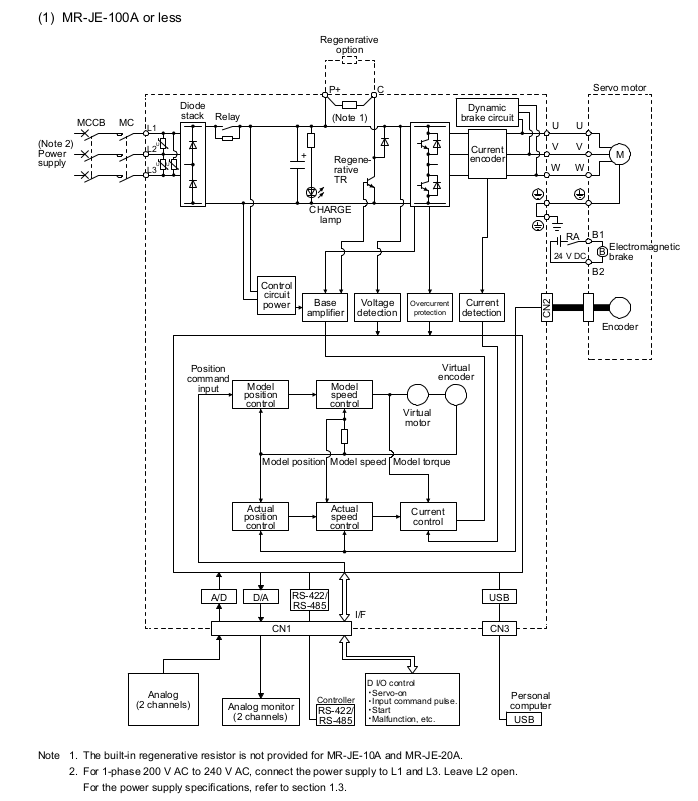 (1) MR-JE-100A or less
Regenerative
option
P+
C
Servo motor
Diode
stack
Relay
(Note 1)
Dynamic
brake circuit
MCCB
MC
L1
U
U
(Note 2)
Power
supply
L2
Current
encoder
V
V
M
L3
+
Regene-
rative
TR
W
W
CHARGE
lamp
RA
B1
24 V DC
B
Electromagnetic
brake
B2
Control
circuit
power
Base
amplifier
Voltage
detection
Overcurrent
protection
Current
detection
CN2
Encoder
Position
command
input
Virtual
encoder
Model
position
control
Model
speed
control
Virtual
motor
Model position
Model speed
Model torque
Actual
position
control
Actual
speed
control
Current
control
A/D
D/A
RS-422/
RS-485
USB
I/F
CN1
CN3
Analog
(2 channels)
Analog monitor
(2 channels)
Controller
RS-422/
RS-485
D I/O control
・Servo-on
・Input command pulse.
・Start
・Malfunction, etc.
Personal
computer
USB
Note 1. The built-in regenerative resistor is not provided for MR-JE-10A and MR-JE-20A.
2. For 1-phase 200 V AC to 240 V AC, connect the power supply to L1 and L3. Leave L2 open.
For the power supply specifications, refer to section 1.3.